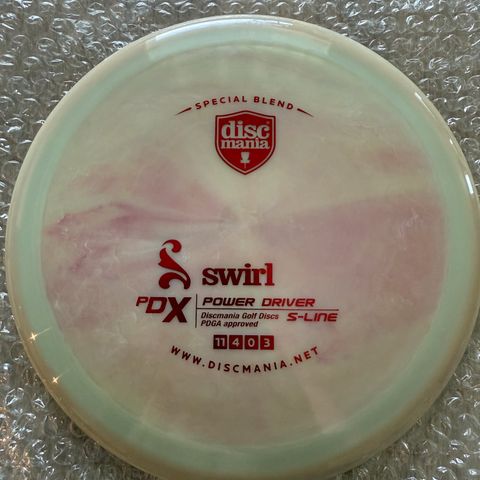 SPECIAL BLEND
disc
mania
swirl
PDX POWER DRIVER
Discmania Golf Discs S-LINE
PDGA approved
11 4 0 3
WWW.DISCMANIA.NET